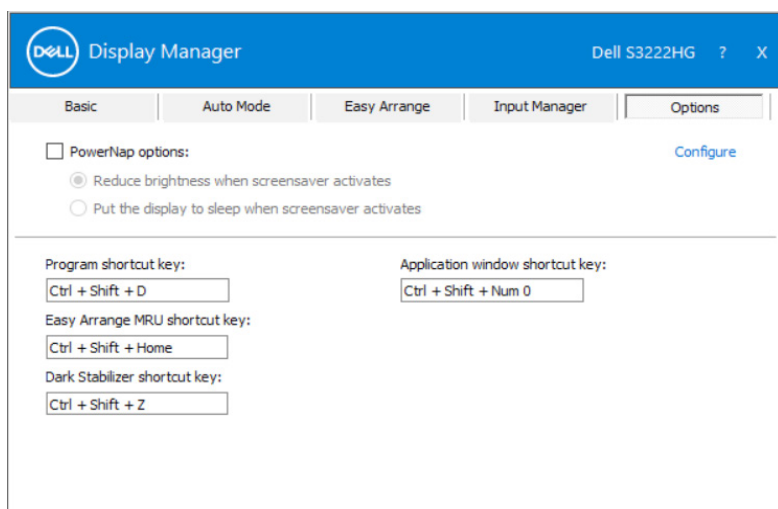 DELL Display Manager Dell S3222HG ? X
Basic Auto Mode Easy Arrange Input Manager Options
PowerNap options: Configure
Reduce brightness when screensaver activates
Put the display to sleep when screensaver activates
Program shortcut key: Application window shortcut key:
Ctrl + Shift + D Ctrl + Shift + Num 0
Easy Arrange MRU shortcut key:
Ctrl + Shift + Home
Dark Stabilizer shortcut key:
Ctrl + Shift + Z